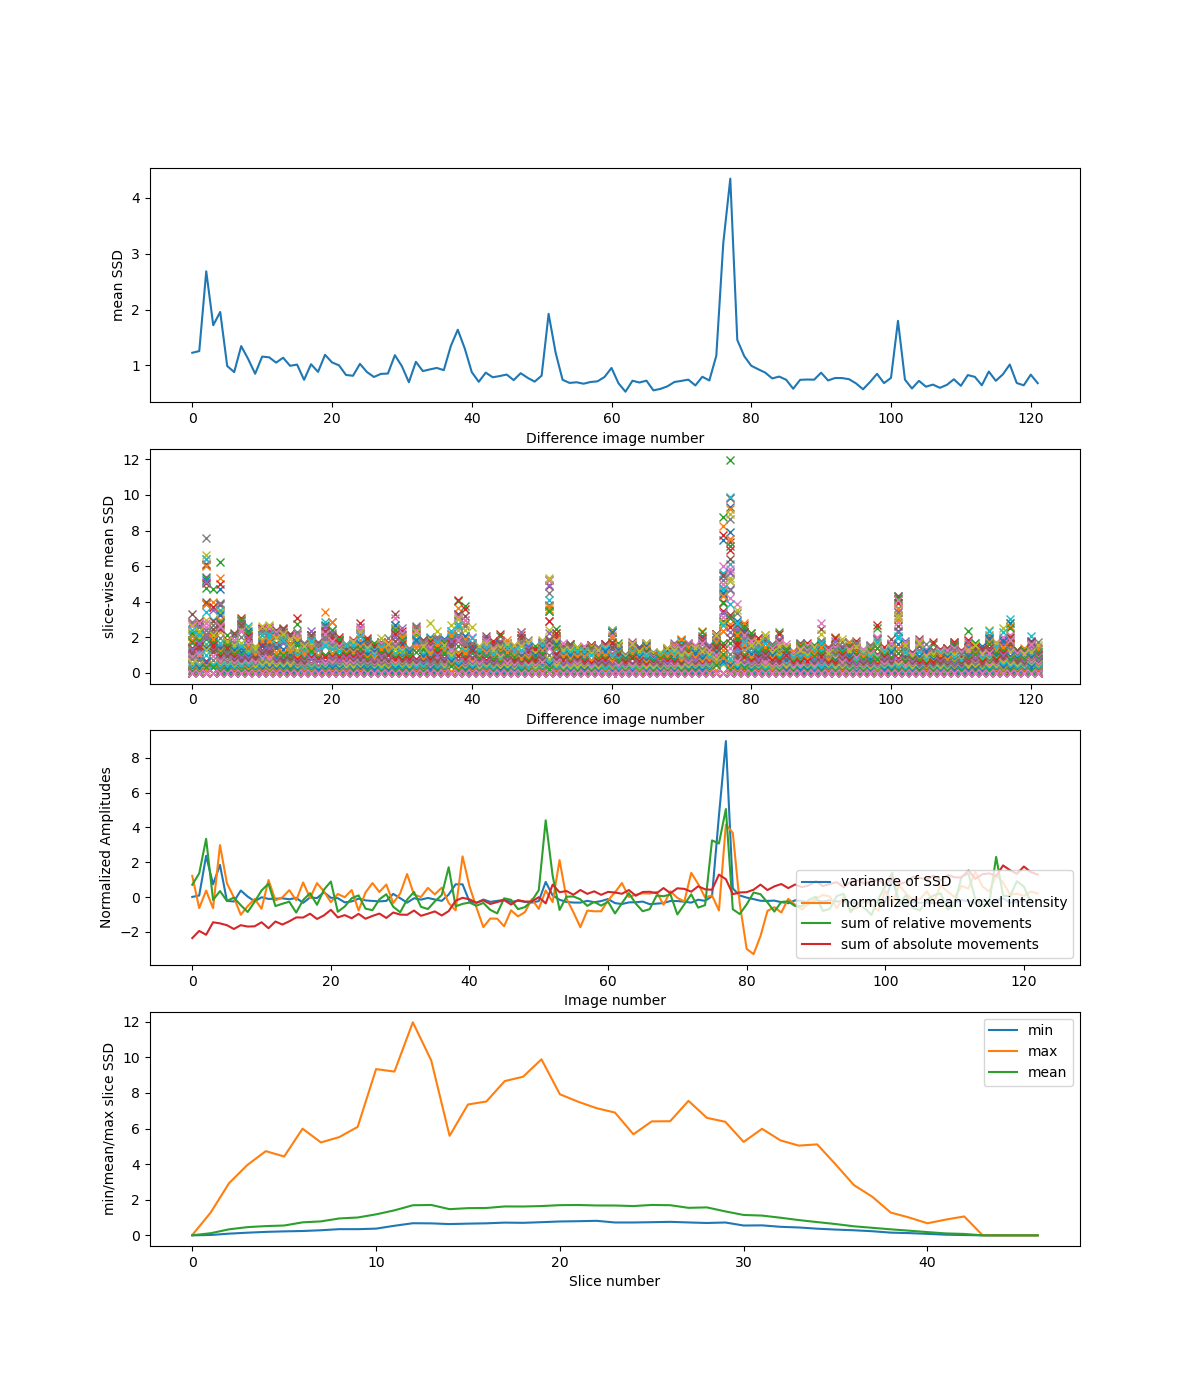 4
3
2
1
mean SSD
0 20 40 60 80 100 120
Difference image number
12
10
8
6
4
2
0
slice-wise mean SSD
0 20 40 60 80 100 120
Difference image number
8
6
4
2
0
−2
Normalized Amplitudes
variance of SSD
normalized mean voxel intensity
sum of relative movements
sum of absolute movements
0 20 40 60 80 100 120
Image number
12
10
8
6
4
2
0
min/mean/max slice SSD
min
max
mean
0 10 20 30 40
Slice number